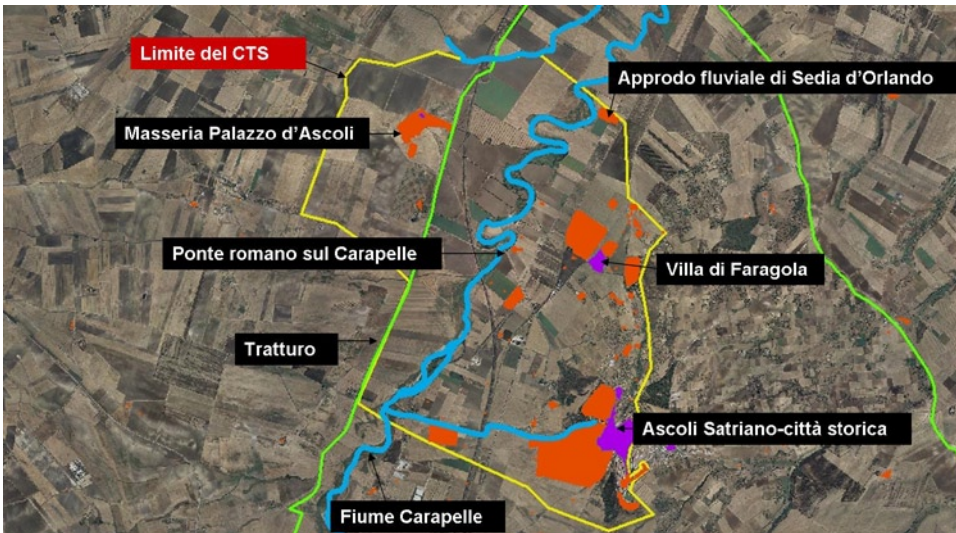 Limite del CTS
Approdo fluviale di Sedia d'Orlando
Masseria Palazzo d'Ascoli
Ponte romano sul Carapelle
Villa di Faragola
Tratturo
Ascoli Satriano-città storica
Fiume Carapelle